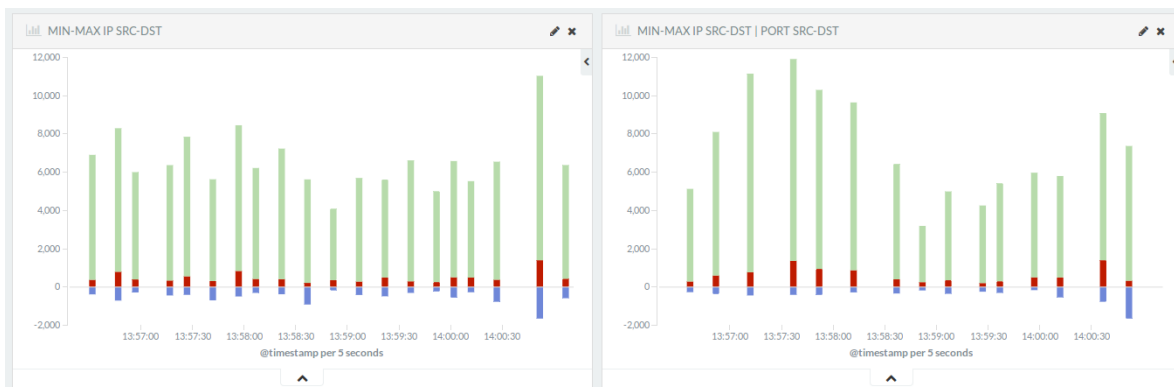 MIN-MAX IP SRC-DST
12,000
10,000
8,000
6,000
4,000
2,000
0
-2,000
13:57:00 13:57:30 13:58:00 13:58:30 13:59:00 13:59:30 14:00:00 14:00:30
@timestamp per 5 seconds
MIN-MAX IP SRC-DST | PORT SRC-DST
12,000
10,000
8,000
6,000
4,000
2,000
0
-2,000
13:57:00 13:57:30 13:58:00 13:58:30 13:59:00 13:59:30 14:00:00 14:00:30
@timestamp per 5 seconds